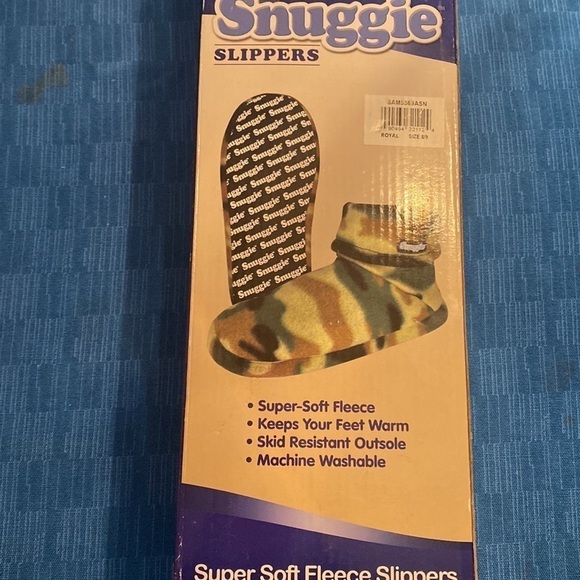 Snuggie
SLIPPERS
ROYAL SIZE
Snuggie
• Super-Soft Fleece
• Keeps Your Feet Warm
• Skid Resistant Outsole
• Machine Washable
Super Soft Fleece Slippers